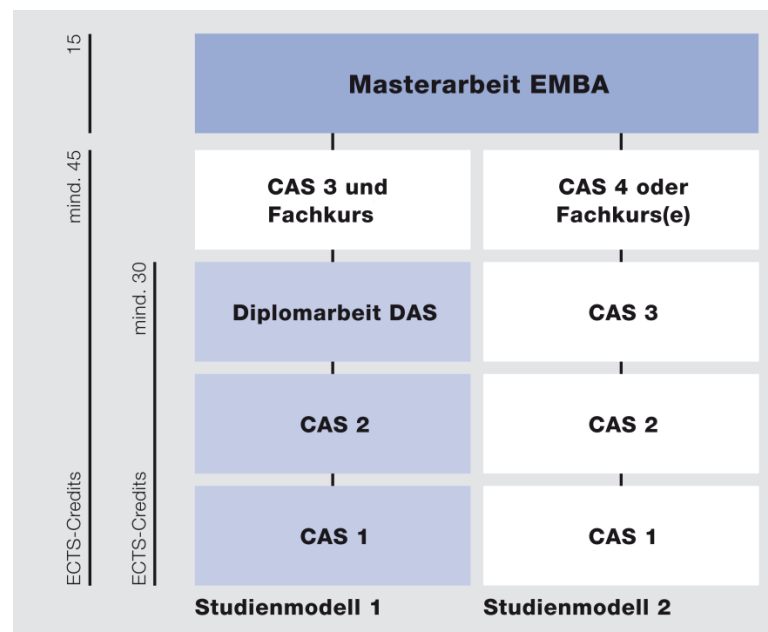 15
Masterarbeit EMBA
mind. 45
CAS 3 und
Fachkurs
CAS 4 oder
Fachkurs(e)
mind. 30
Diplomarbeit DAS
CAS 3
CAS 2
CAS 2
ECTS-Credits
ECTS-Credits
CAS 1
CAS 1
Studienmodell 1
Studienmodell 2